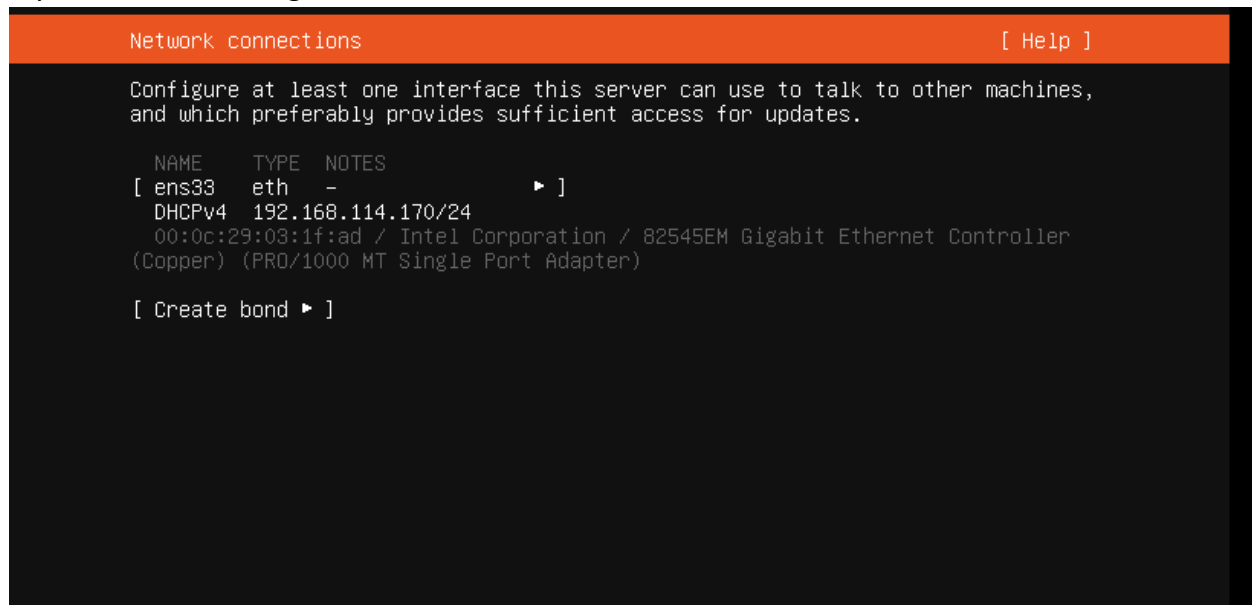 Network connections [ Help ]
Configure at least one interface this server can use to talk to other machines,
and which preferably provides sufficient access for updates.
NAME TYPE NOTES
[ ens33 eth – ▸ ]
DHCPv4 192.168.114.170/24
00:0c:29:03:1f:ad / Intel Corporation / 82545EM Gigabit Ethernet Controller
(Copper) (PRO/1000 MT Single Port Adapter)
[ Create bond ▸ ]